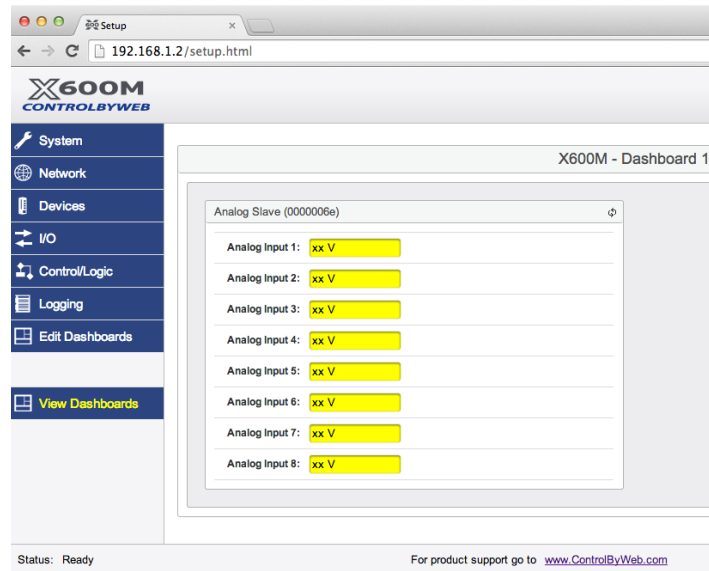 Setup
192.168.1.2/setup.html
X600M
CONTROLBYWEB
System
Network
Devices
I/O
Control/Logic
Logging
Edit Dashboards
View Dashboards
X600M - Dashboard 1
Analog Slave (0000006e)
Analog Input 1: xx V
Analog Input 2: xx V
Analog Input 3: xx V
Analog Input 4: xx V
Analog Input 5: xx V
Analog Input 6: xx V
Analog Input 7: xx V
Analog Input 8: xx V
Status: Ready
For product support go to www.ControlByWeb.com